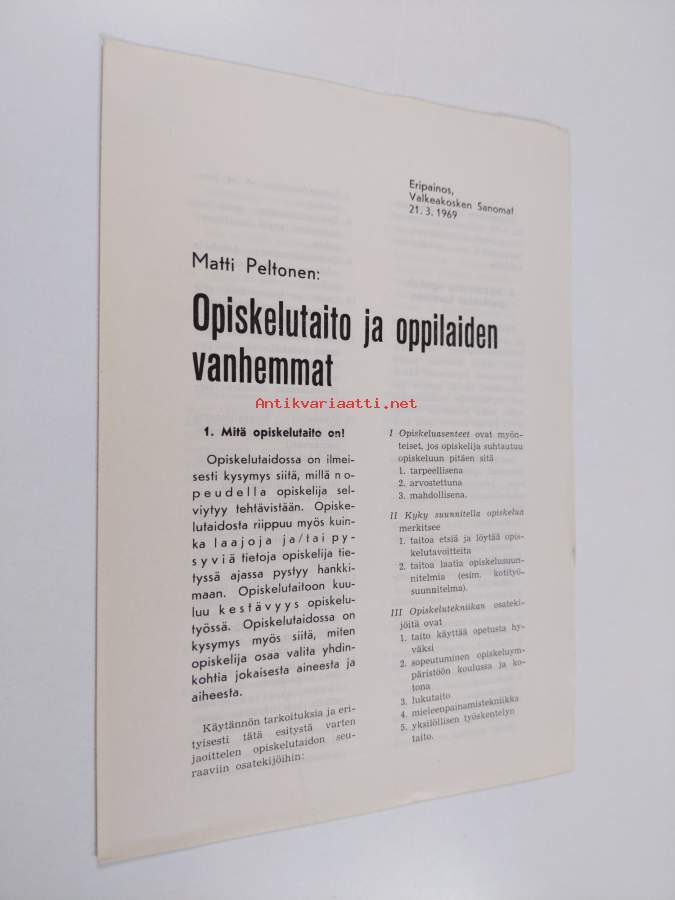 Eripainos,
Valkeakosken Sanomat
21. 3. 1969
Matti Peltonen:
Opiskelutaito ja oppilaiden
vanhemmat
Antikvariaatti.net
1. Mitä opiskelutaito on!
Opiskelutaidossa on ilmei-
sesti kysymys siitä, millä no-
peudella opiskelija sel-
viytyy tehtävistään. Opiske-
lutaidosta riippuu myös kuin-
ka laajoja ja/tai py-
syviä tietoja opiskelija tie-
tyssä ajassa pystyy hankki-
maan. Opiskelutaitoon kuu-
luu kestävyys opiskelu-
työssä. Opiskelutaidossa on
kysymys myös siitä, miten
opiskelija osaa valita ydin-
kohtia jokaisesta aineesta ja
aiheesta.
Käytännön tarkoituksia ja eri-
tyisesti tätä esitystä varten
jaoittelen opiskelutaidon seu-
raaviin osatekijöihin:
I Opiskeluasenteet ovat myön-
teiset, jos opiskelija suhtautuu
opiskeluun pitäen sitä
1. tarpeellisena
2. arvostettuna
3. mahdollisena.
II Kyky suunnitella opiskelua
merkitsee
1. taitoa etsiä ja löytää opis-
kelutavoitteita
2. taitoa laatia opiskelusuun-
nitelmia (esim. kotityö-
suunnitelma).
III Opiskelutekniikan osateki-
jöitä ovat
1. taito käyttää opetusta hy-
väksi
2. sopeutuminen opiskeluym-
päristöön koulussa ja ko-
tona
3. lukutaito
4. mieleenpainamistekniikka
5. yksilöllisen työskentelyn
taito.